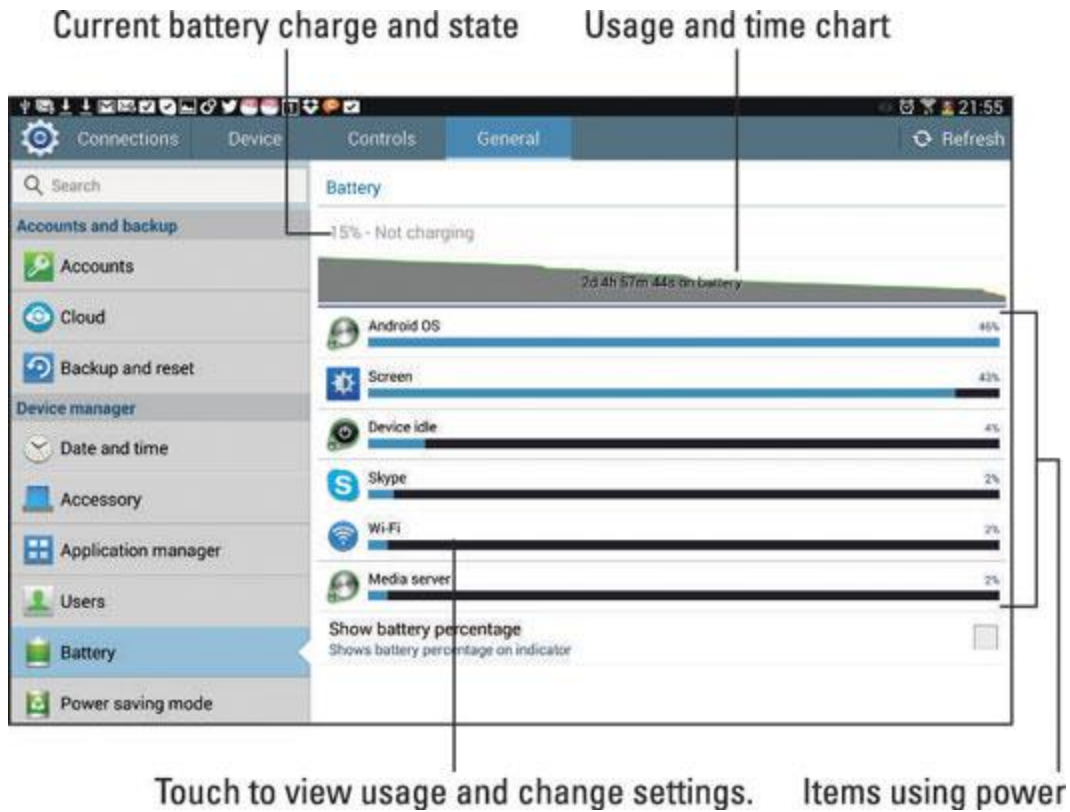 Current battery charge and state
Usage and time chart
21:55
Connections
Device
Controls
General
Refresh
Search
Battery
Accounts and backup
15% - Not charging
Accounts
2d 4h 57m 44s on battery
Cloud
Android OS
46%
Backup and reset
Screen
43%
Device manager
Device idle
4%
Date and time
Skype
2%
Accessory
Wi-Fi
2%
Application manager
Media server
2%
Users
Show battery percentage
Shows battery percentage on indicator
Battery
Power saving mode
Touch to view usage and change settings.
Items using power